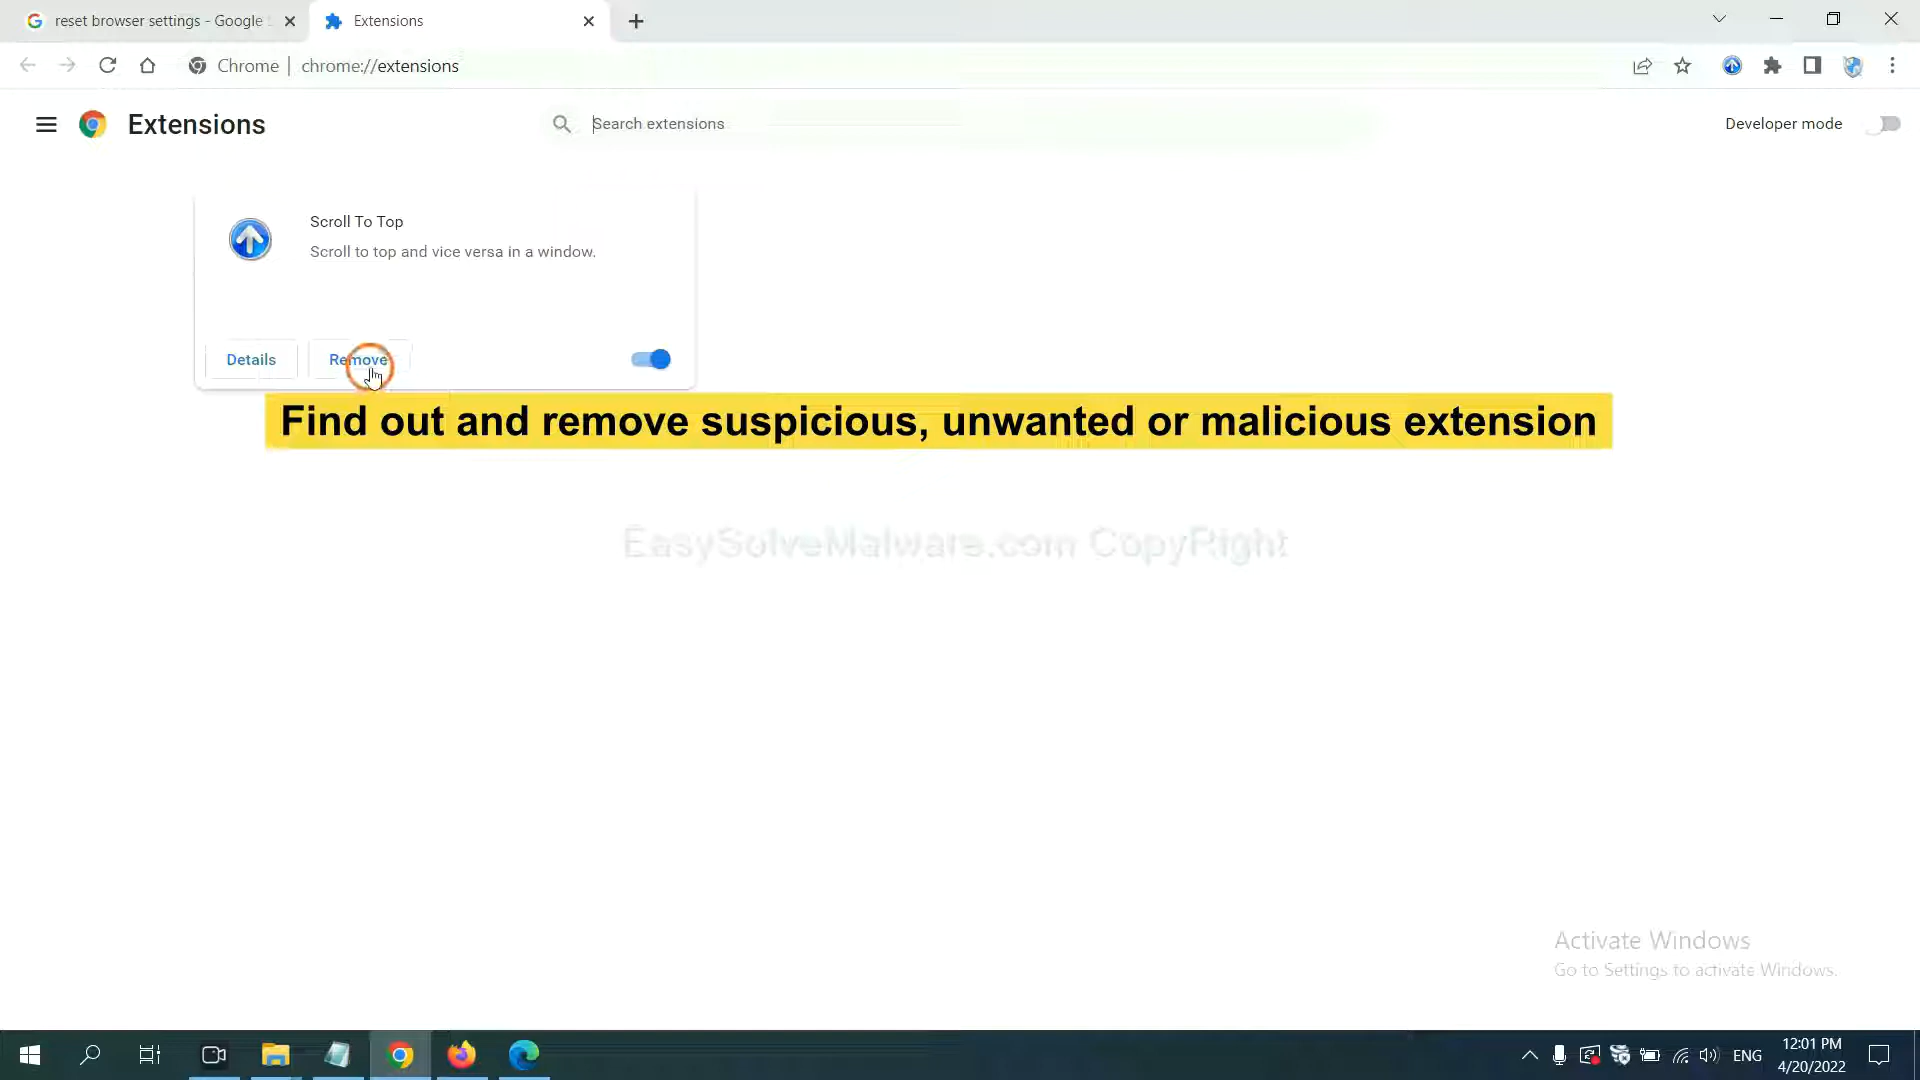 reset browser settings - Google
Extensions
Chrome
chrome://extensions
Extensions
Search extensions
Developer mode
Scroll To Top
Scroll to top and vice versa in a window.
Details
Remove
Find out and remove suspicious, unwanted or malicious extension
EasySolveMalware.com CopyRight
Activate Windows
Go to Settings to activate Windows.
ENG
12:01 PM
4/20/2022